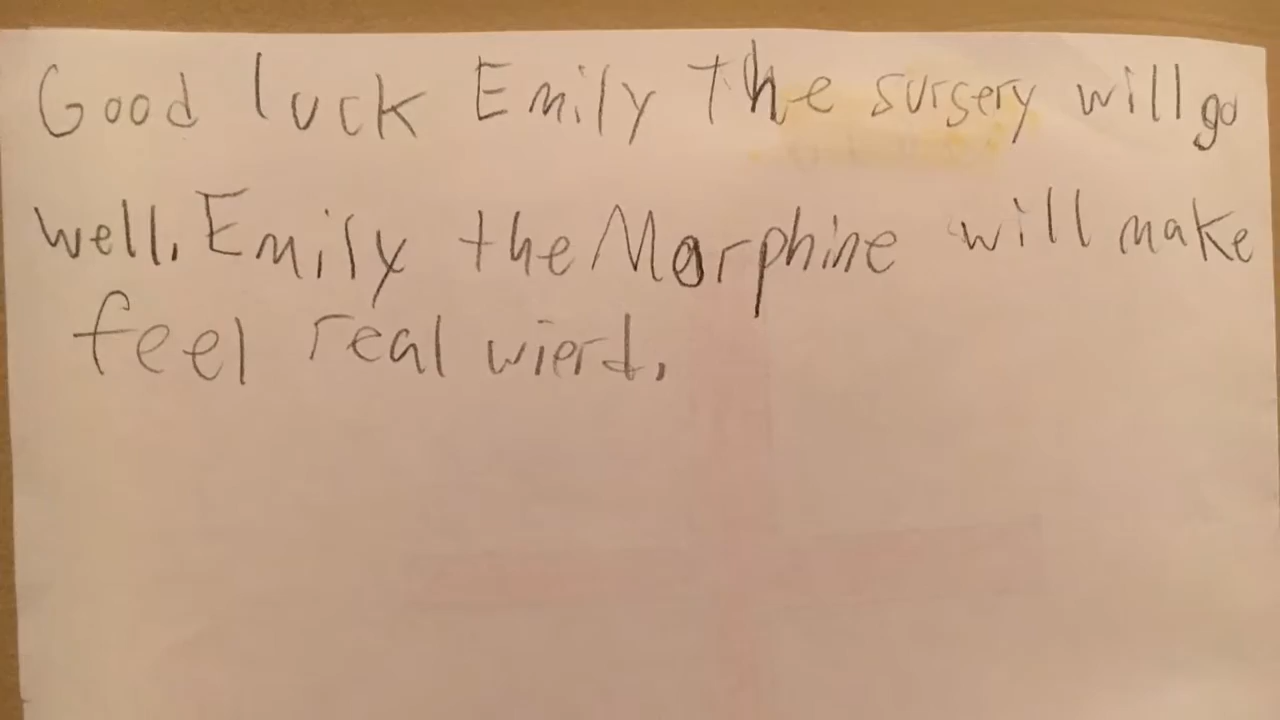 Good luck Emily The surgery will go
well. Emily the Morphine will make
feel real wierd.